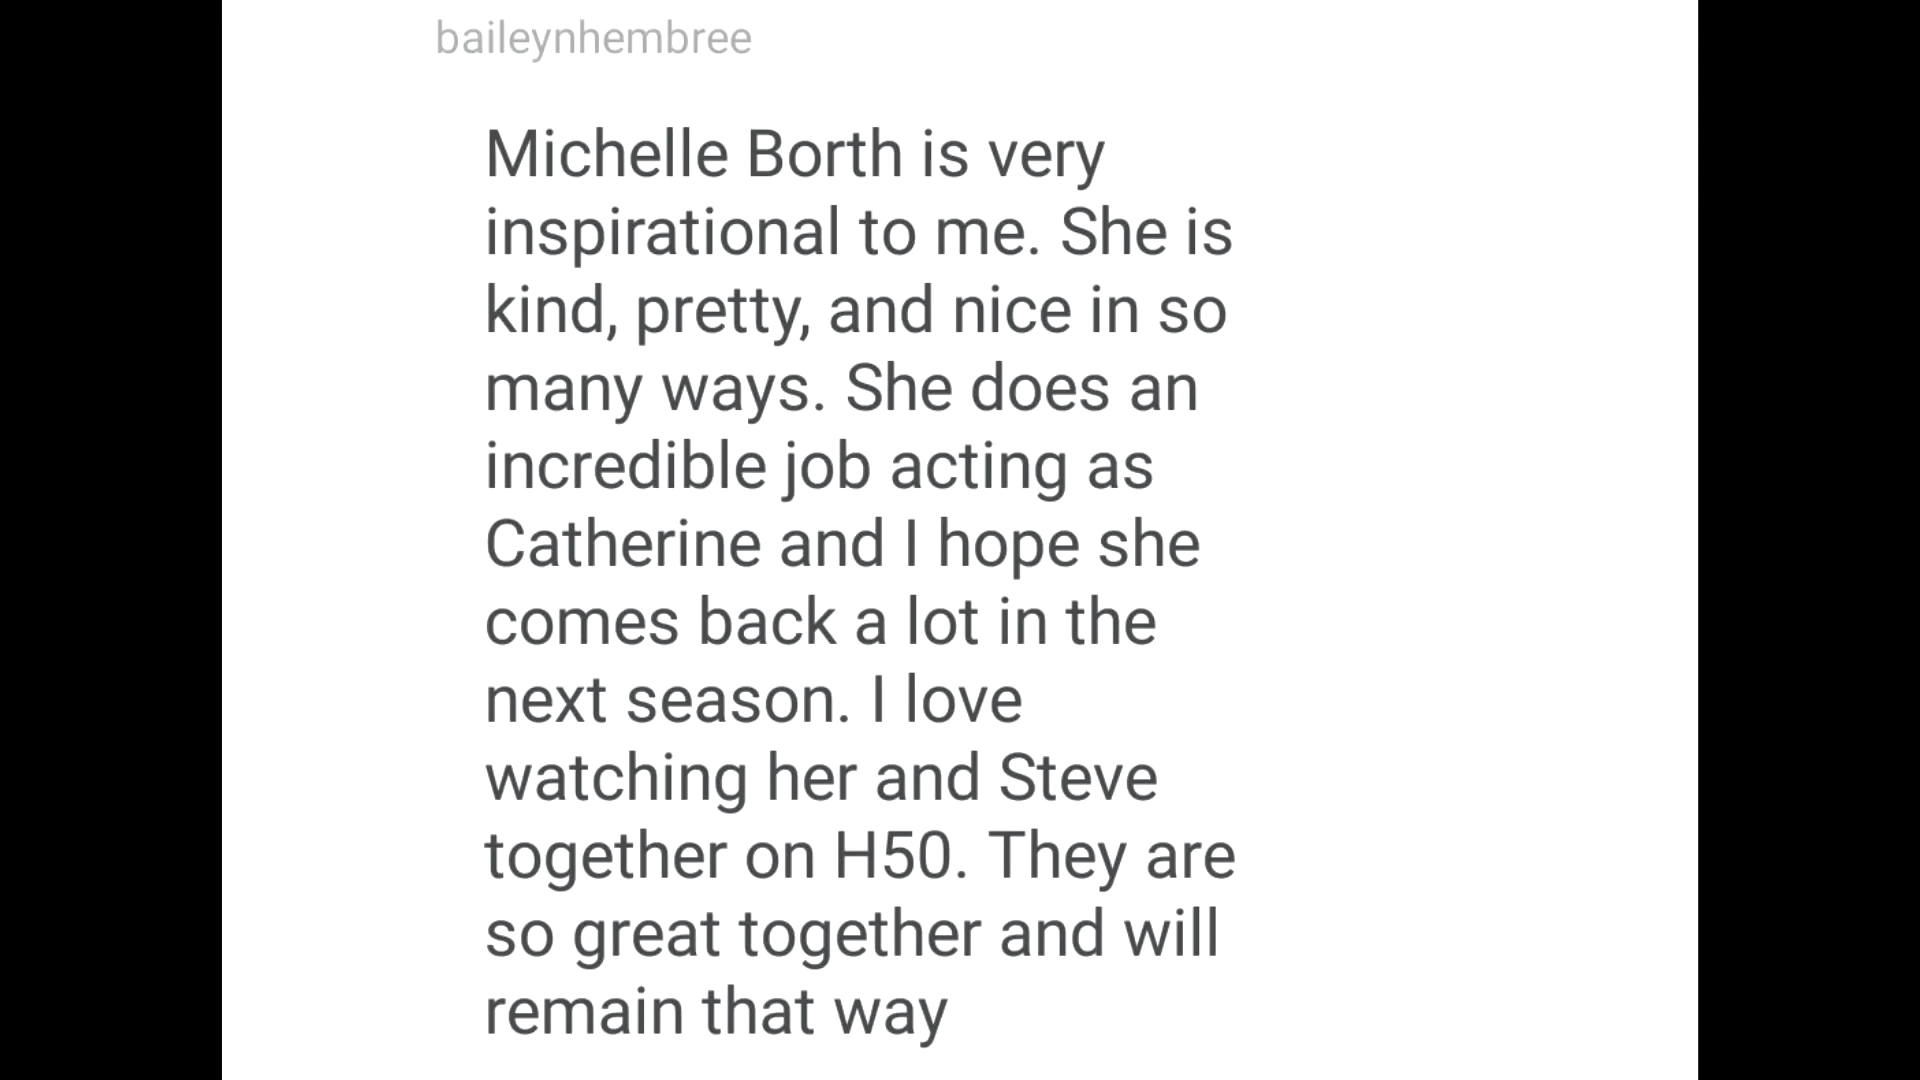 baileynhembree
Michelle Borth is very
inspirational to me. She is
kind, pretty, and nice in so
many ways. She does an
incredible job acting as
Catherine and I hope she
comes back a lot in the
next season. I love
watching her and Steve
together on H50. They are
so great together and will
remain that way